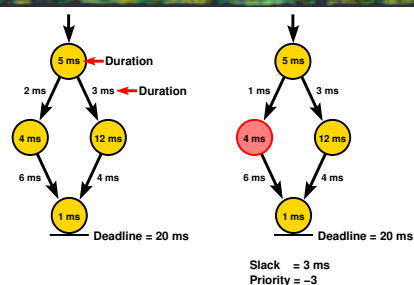 5 ms
Duration
2 ms
3 ms
Duration
4 ms
12 ms
6 ms
4 ms
1 ms
Deadline = 20 ms
5 ms
1 ms
3 ms
4 ms
12 ms
6 ms
4 ms
1 ms
Deadline = 20 ms
Slack = 3 ms
Priority = −3